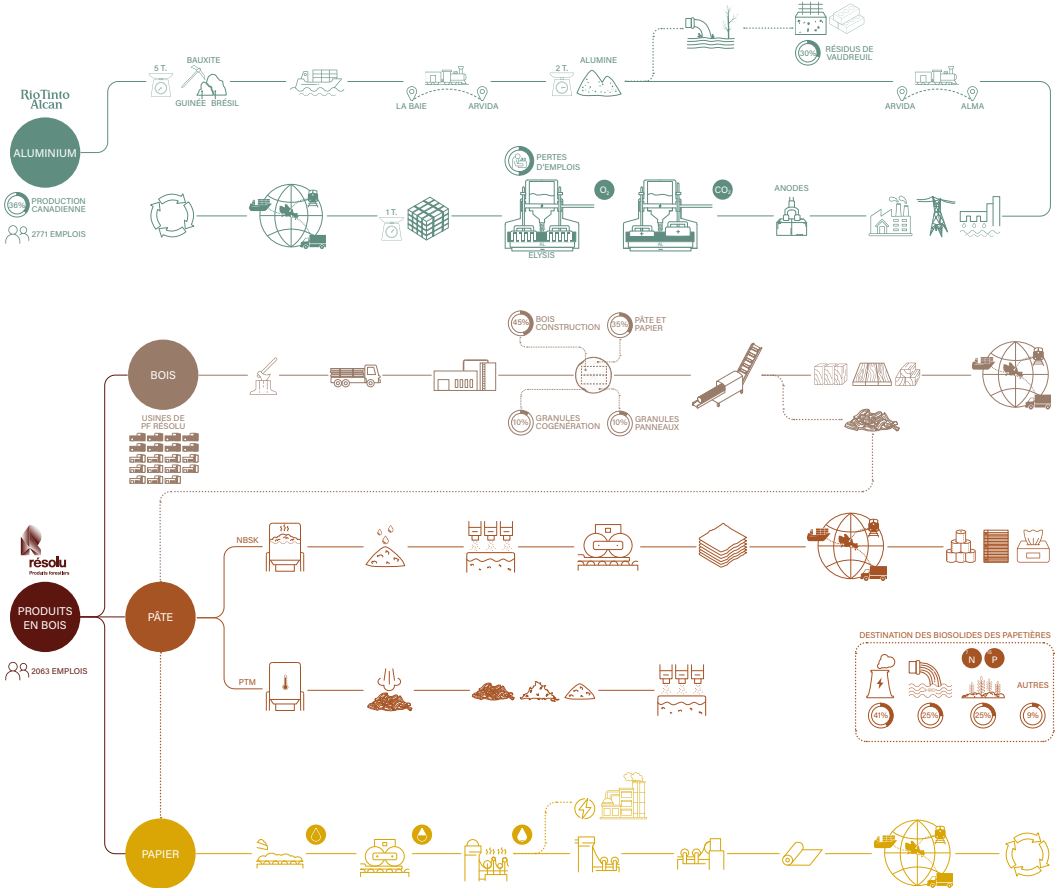 RioTinto
Alcan
ALUMINIUM
36%
PRODUCTION
CANADIENNE
2771 EMPLOIS
5 T.
BAUXITE
GUINÉE BRÉSIL
LA BAIE
ARVIDA
2 T.
ALUMINE
30%
RÉSIDUS DE
VAUDREUIL
ARVIDA
ALMA
1 T.
PERTES
D'EMPLOIS
O2
CO2
AL
ELYSIS
AL
ANODES
BOIS
USINES DE
PF RÉSOLU
45%
BOIS
CONSTRUCTION
35%
PÂTE ET
PAPIER
10%
GRANULES
COGÉNÉRATION
10%
GRANULES
PANNEAUX
résolu
Produits forestiers
PRODUITS
EN BOIS
2063 EMPLOIS
PÂTE
NBSK
PTM
DESTINATION DES BIOSOLIDES DES PAPETIÈRES
N
P
AUTRES
41%
25%
25%
9%
PAPIER